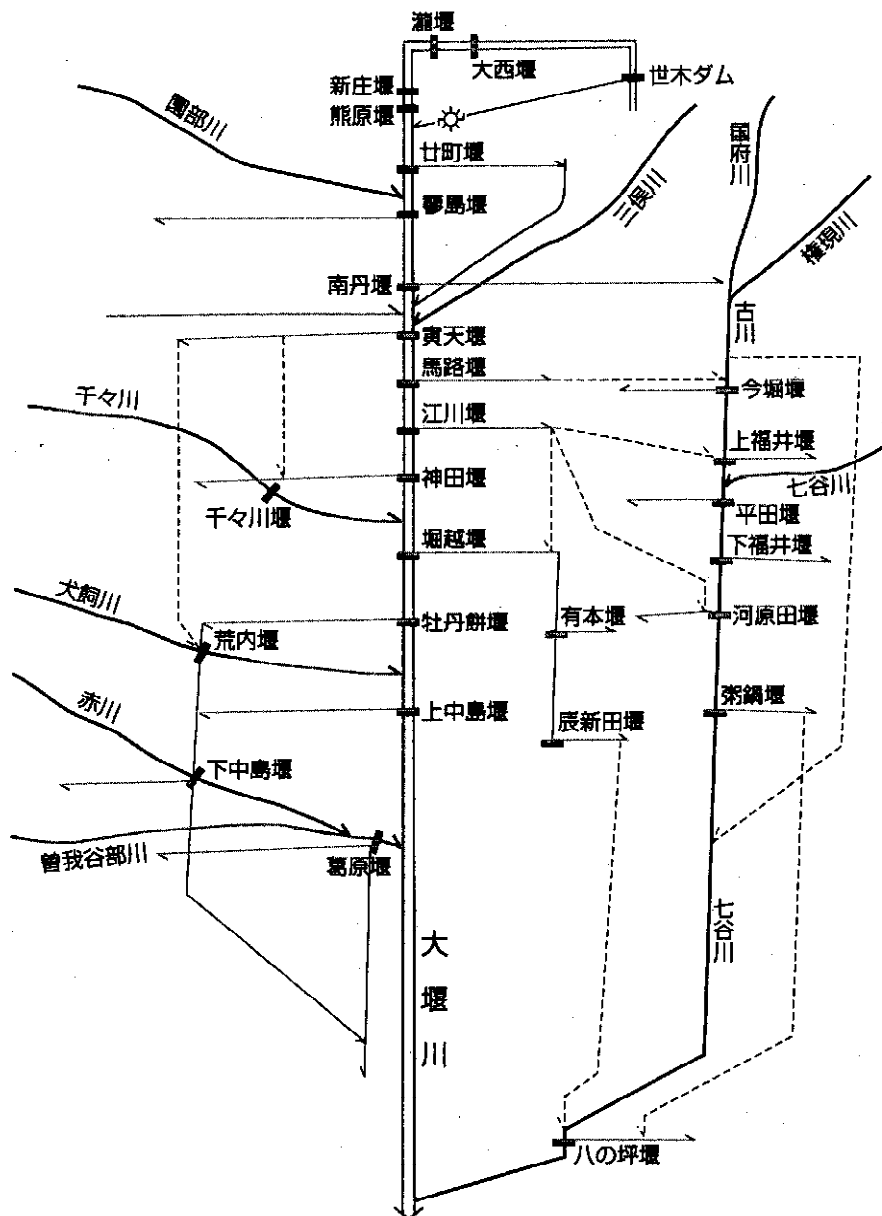 瀧堰
大西堰
世木ダム
新庄堰
熊原堰
園部川
廿町堰
三俣川
国府川
権現川
蓼島堰
南丹堰
古川
寅天堰
馬路堰
今堀堰
千々川
江川堰
上福井堰
神田堰
七谷川
千々川堰
平田堰
堀越堰
下福井堰
犬飼川
荒内堰
牡丹餅堰
有本堰
河原田堰
赤川
上中島堰
辰新田堰
粥鍋堰
下中島堰
曽我谷部川
葛原堰
大堰川
七谷川
八の坪堰